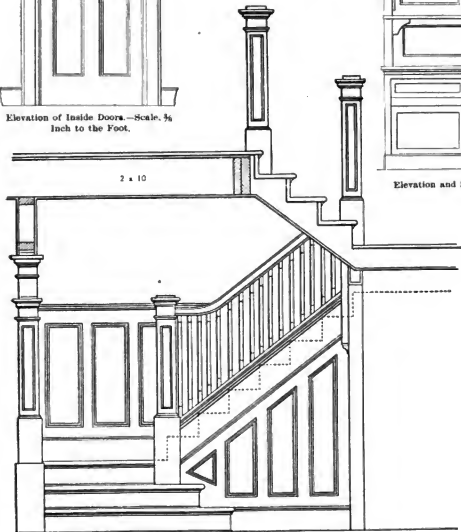 Elevation of Inside Doors.—Scale, ⅜
Inch to the Foot.
2 x 10
Elevation and